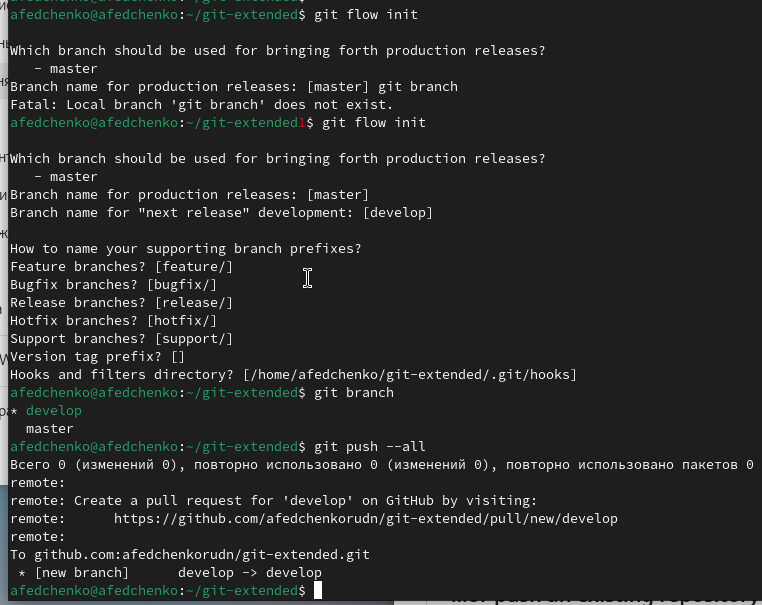 afedchenko@afedchenko:~/git-extended$ git flow init
Which branch should be used for bringing forth production releases?
   - master
Branch name for production releases: [master] git branch
Fatal: Local branch 'git branch' does not exist.
afedchenko@afedchenko:~/git-extended1$ git flow init
Which branch should be used for bringing forth production releases?
   - master
Branch name for production releases: [master]
Branch name for "next release" development: [develop]
How to name your supporting branch prefixes?
Feature branches? [feature/]
Bugfix branches? [bugfix/]
Release branches? [release/]
Hotfix branches? [hotfix/]
Support branches? [support/]
Version tag prefix? []
Hooks and filters directory? [/home/afedchenko/git-extended/.git/hooks]
afedchenko@afedchenko:~/git-extended$ git branch
* develop
  master
afedchenko@afedchenko:~/git-extended$ git push --all
Всего 0 (изменений 0), повторно использовано 0 (изменений 0), повторно использовано пакетов 0
remote:
remote: Create a pull request for 'develop' on GitHub by visiting:
remote:      https://github.com/afedchenkorudn/git-extended/pull/new/develop
remote:
To github.com:afedchenkorudn/git-extended.git
 * [new branch]      develop -> develop
afedchenko@afedchenko:~/git-extended$